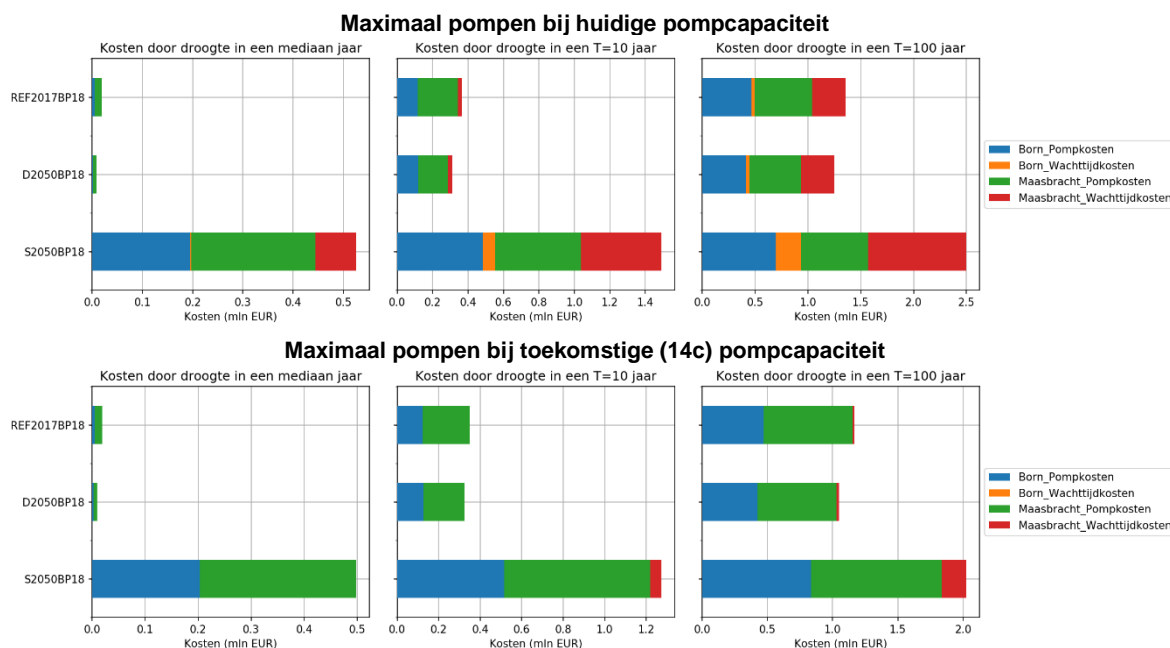 Maximaal pompen bij huidige pompcapaciteit
Kosten door droogte in een mediaan jaar
Kosten door droogte in een T=10 jaar
Kosten door droogte in een T=100 jaar
REF2017BP18
D2050BP18
S2050BP18
0.0 0.1 0.2 0.3 0.4 0.5
Kosten (mln EUR)
0.0 0.2 0.4 0.6 0.8 1.0 1.2 1.4
Kosten (mln EUR)
0.0 0.5 1.0 1.5 2.0 2.5
Kosten (mln EUR)
Born_Pompkosten
Born_Wachttijdkosten
Maasbracht_Pompkosten
Maasbracht_Wachttijdkosten
Maximaal pompen bij toekomstige (14c) pompcapaciteit
Kosten door droogte in een mediaan jaar
Kosten door droogte in een T=10 jaar
Kosten door droogte in een T=100 jaar
REF2017BP18
D2050BP18
S2050BP18
0.0 0.1 0.2 0.3 0.4 0.5
Kosten (mln EUR)
0.0 0.2 0.4 0.6 0.8 1.0 1.2
Kosten (mln EUR)
0.0 0.5 1.0 1.5 2.0
Kosten (mln EUR)
Born_Pompkosten
Born_Wachttijdkosten
Maasbracht_Pompkosten
Maasbracht_Wachttijdkosten